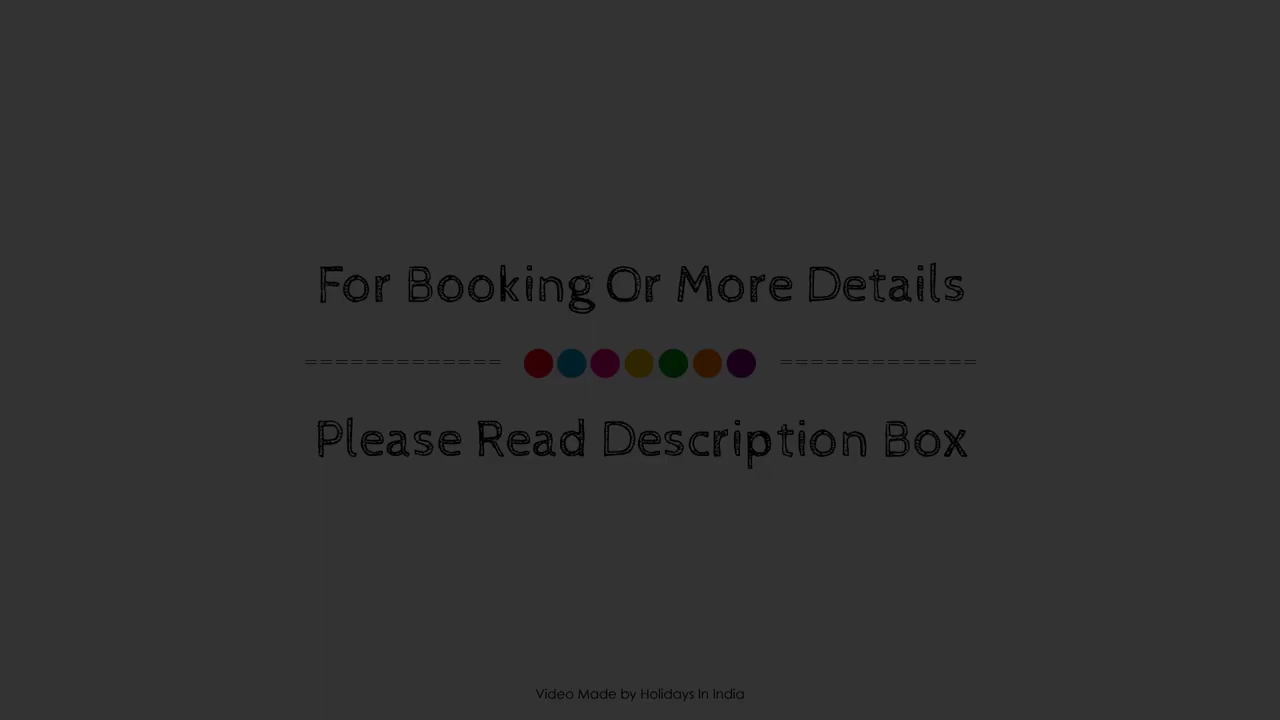 For Booking Or More Details
============= =============
Please Read Description Box
Video Made by Holidays In India